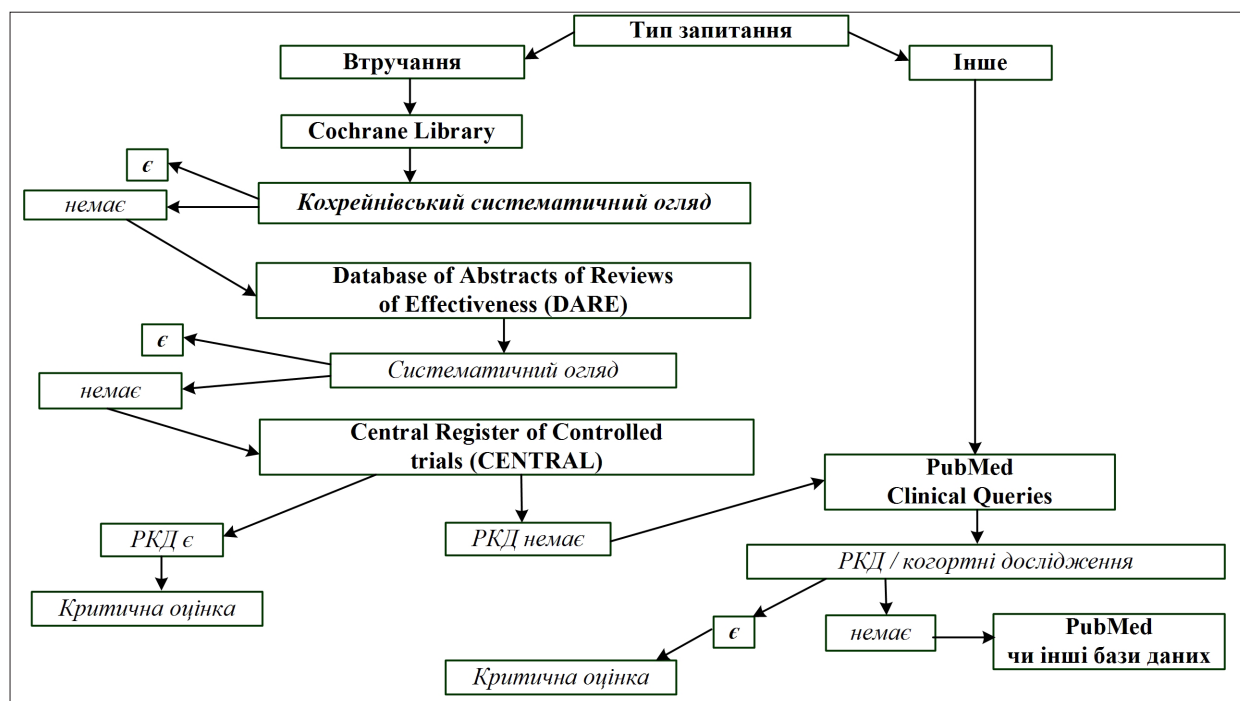 Тип запитання
Втручання
Інше
Cochrane Library
є
Кохрейнівський систематичний огляд
немає
Database of Abstracts of Reviews
of Effectiveness (DARE)
є
Систематичний огляд
немає
Central Register of Controlled
trials (CENTRAL)
PubMed
Clinical Queries
РКД є
РКД немає
РКД / когортні дослідження
Критична оцінка
є
немає
PubMed
чи інші бази даних
Критична оцінка